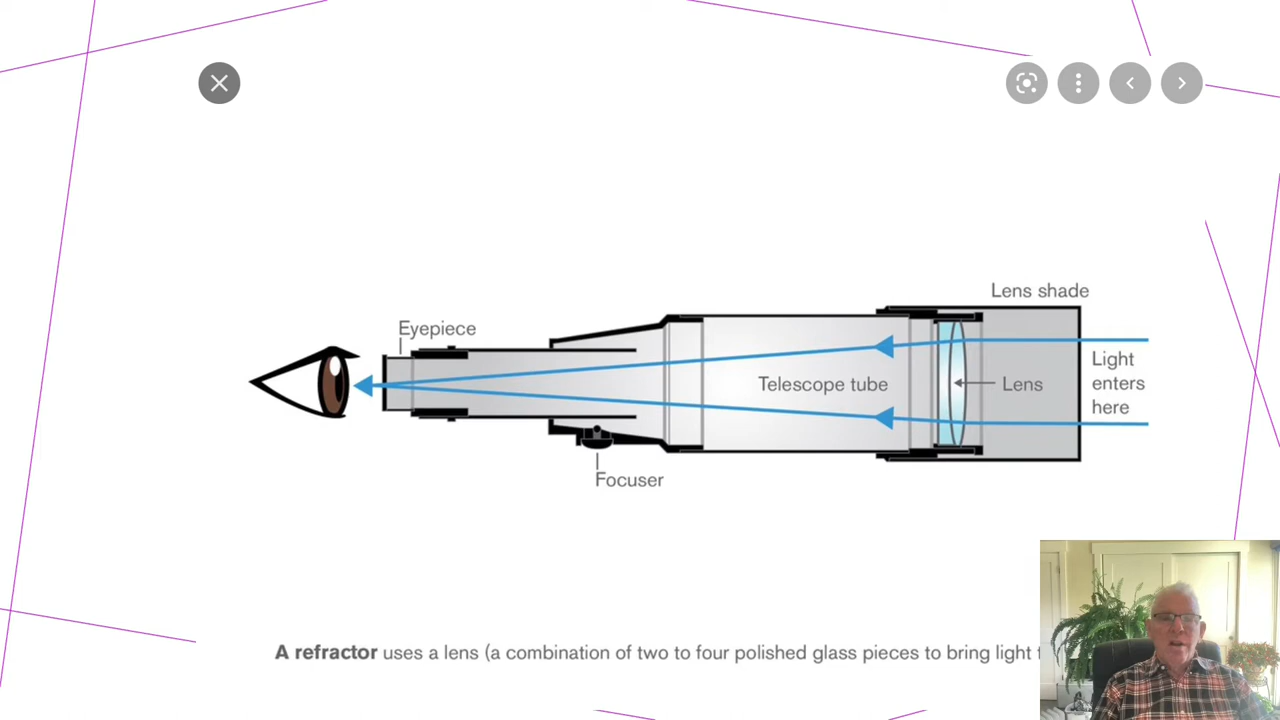 Lens shade
Eyepiece
Light
enters
here
Telescope tube
Lens
Focuser
A refractor uses a lens (a combination of two to four polished glass pieces to bring light